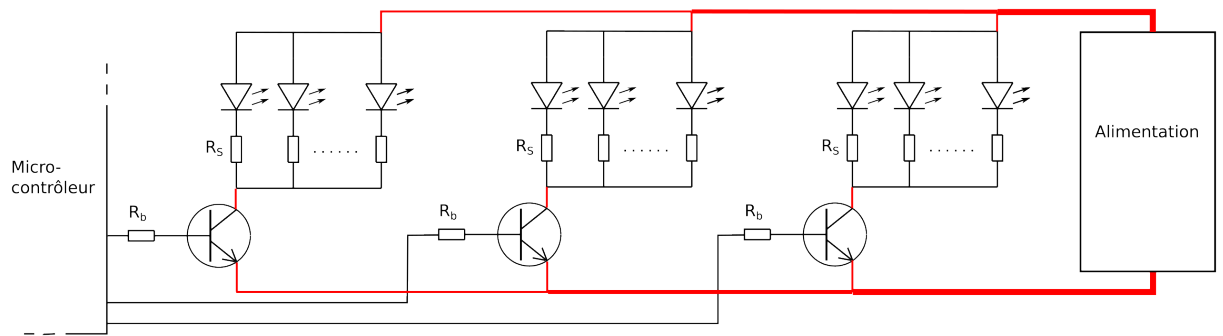 Micro-
contrôleur
R_b
R_S
......
R_b
R_S
......
R_b
R_S
......
Alimentation